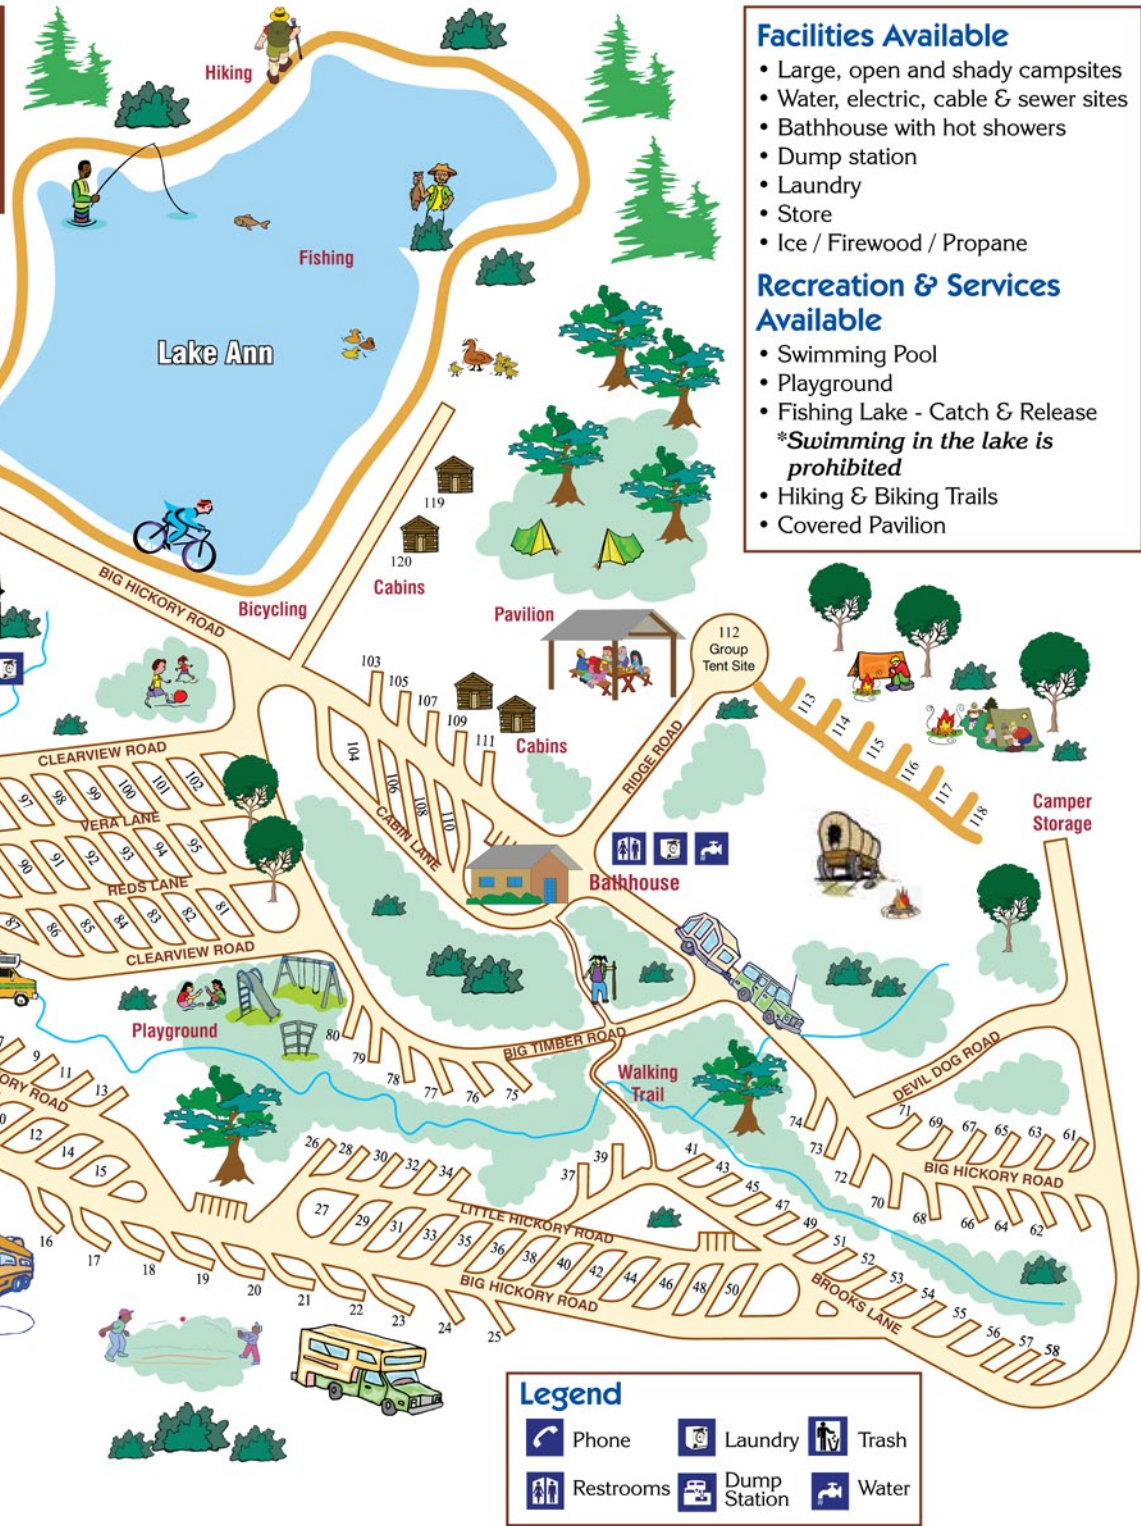 Hiking
Fishing
Lake Ann
Bicycling
119
120
Cabins
Facilities Available
• Large, open and shady campsites
• Water, electric, cable & sewer sites
• Bathhouse with hot showers
• Dump station
• Laundry
• Store
• Ice / Firewood / Propane
Recreation & Services
Available
• Swimming Pool
• Playground
• Fishing Lake - Catch & Release
*Swimming in the lake is
prohibited
• Hiking & Biking Trails
• Covered Pavilion
BIG HICKORY ROAD
Pavilion
112
Group
Tent Site
103
105
107
109
111
Cabins
RIDGE ROAD
113
114
115
116
117
118
Camper
Storage
104
106
108
110
CABIN LANE
CLEARVIEW ROAD
97
98
99
100
101
102
VERA LANE
90
91
92
93
94
95
REDS LANE
87
86
85
84
83
82
81
CLEARVIEW ROAD
Bathhouse
Playground
80
79
78
77
76
75
BIG TIMBER ROAD
Walking
Trail
DEVIL DOG ROAD
74
73
72
70
68
66
64
62
71
69
67
65
63
61
BIG HICKORY ROAD
9
11
13
ORY ROAD
12
14
15
16
17
18
19
20
21
22
23
24
25
26
28
30
32
34
37
39
41
43
45
47
49
51
52
53
54
55
56
57
58
LITTLE HICKORY ROAD
27
29
31
33
35
36
38
40
42
44
46
48
50
BIG HICKORY ROAD
BROOKS LANE
Legend
Phone
Laundry
Trash
Restrooms
Dump
Station
Water